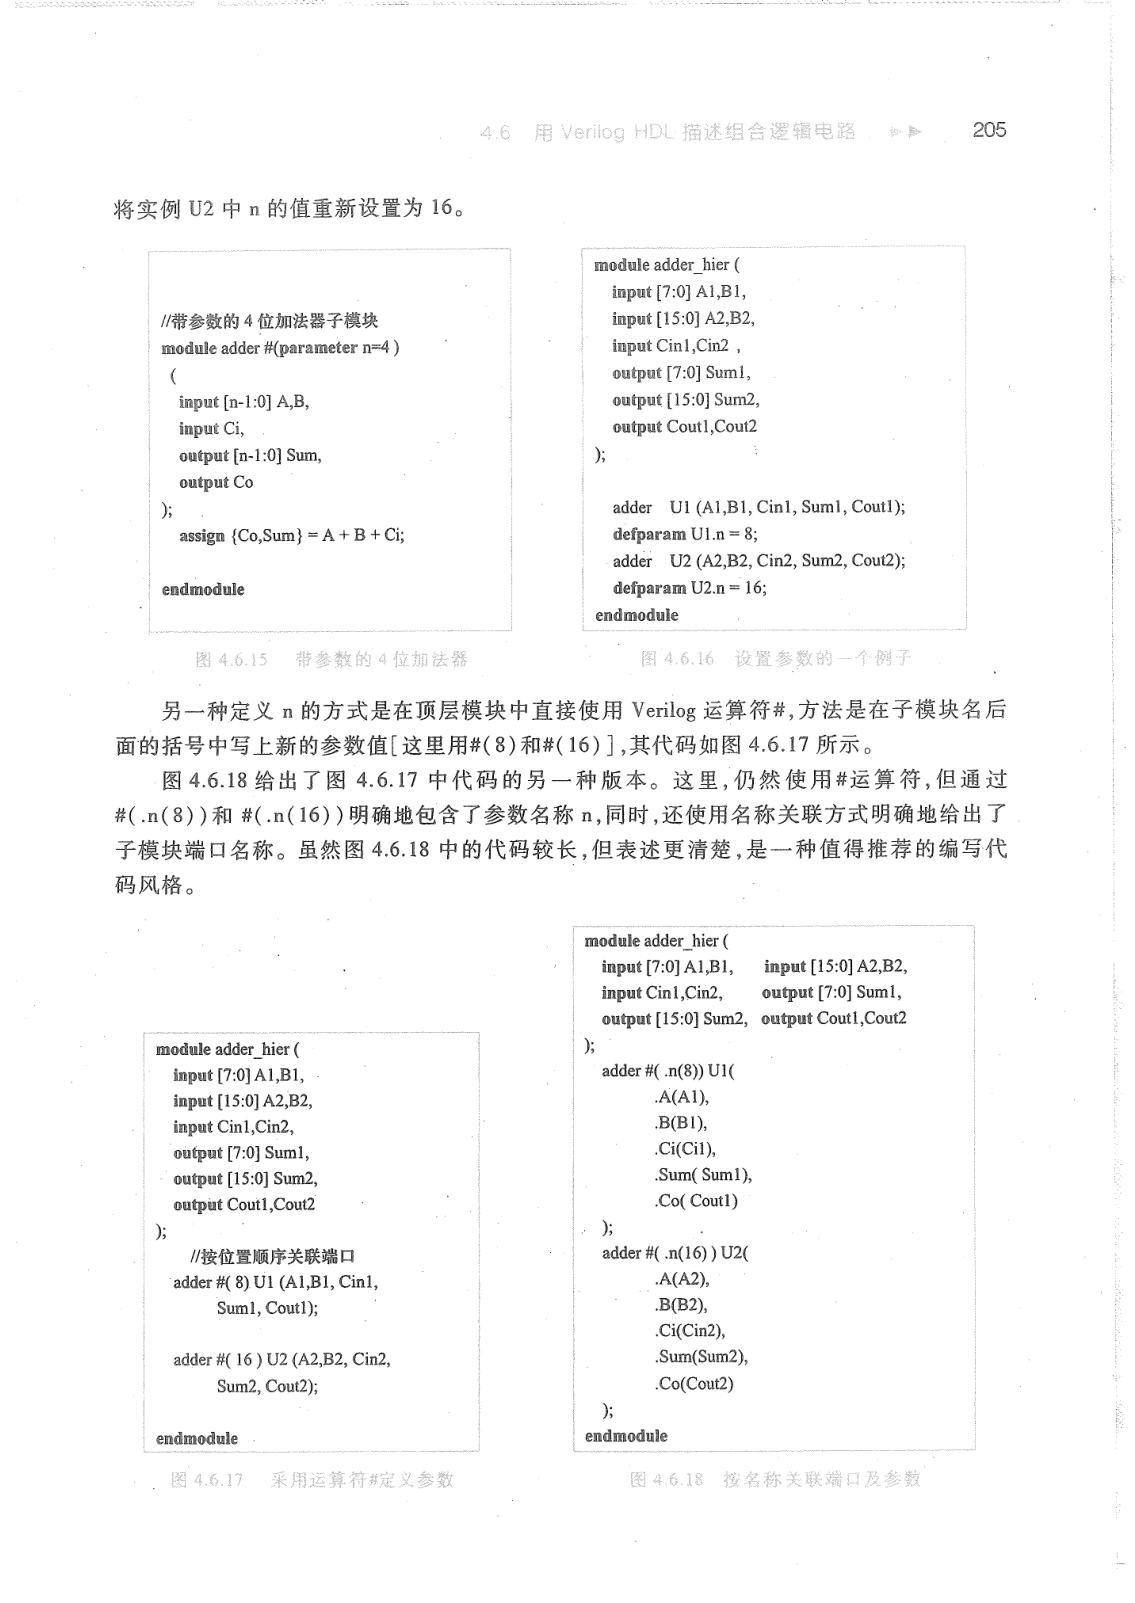 4.6 用 Verilog HDL 描述组合逻辑电路 205
将实例 U2 中 n 的值重新设置为 16。
//带参数的 4 位加法器子模块
module adder #(parameter n=4 )
(
input [n-1:0] A,B,
input Ci,
output [n-1:0] Sum,
output Co
);
assign {Co,Sum} = A + B + Ci;
endmodule
图 4.6.15 带参数的 4 位加法器
module adder_hier (
input [7:0] A1,B1,
input [15:0] A2,B2,
input Cin1,Cin2 ,
output [7:0] Sum1,
output [15:0] Sum2,
output Cout1,Cout2
);
adder U1 (A1,B1, Cin1, Sum1, Cout1);
defparam U1.n = 8;
adder U2 (A2,B2, Cin2, Sum2, Cout2);
defparam U2.n = 16;
endmodule
图 4.6.16 设置参数的一个例子
另一种定义 n 的方式是在顶层模块中直接使用 Verilog 运算符#,方法是在子模块名后
面的括号中写上新的参数值[这里用#(8)和#(16)],其代码如图 4.6.17 所示。
图 4.6.18 给出了图 4.6.17 中代码的另一种版本。这里,仍然使用#运算符,但通过
#(.n(8))和 #(.n(16))明确地包含了参数名称 n,同时,还使用名称关联方式明确地给出了
子模块端口名称。虽然图 4.6.18 中的代码较长,但表述更清楚,是一种值得推荐的编写代
码风格。
module adder_hier (
input [7:0] A1,B1,
input [15:0] A2,B2,
input Cin1,Cin2,
output [7:0] Sum1,
output [15:0] Sum2,
output Cout1,Cout2
);
//按位置顺序关联端口
adder #( 8) U1 (A1,B1, Cin1,
Sum1, Cout1);
adder #( 16 ) U2 (A2,B2, Cin2,
Sum2, Cout2);
endmodule
图 4.6.17 采用运算符#定义参数
module adder_hier (
input [7:0] A1,B1, input [15:0] A2,B2,
input Cin1,Cin2, output [7:0] Sum1,
output [15:0] Sum2, output Cout1,Cout2
);
adder #( .n(8)) U1(
.A(A1),
.B(B1),
.Ci(Ci1),
.Sum( Sum1),
.Co( Cout1)
);
adder #( .n(16) ) U2(
.A(A2),
.B(B2),
.Ci(Cin2),
.Sum(Sum2),
.Co(Cout2)
);
endmodule
图 4.6.18 按名称关联端口及参数